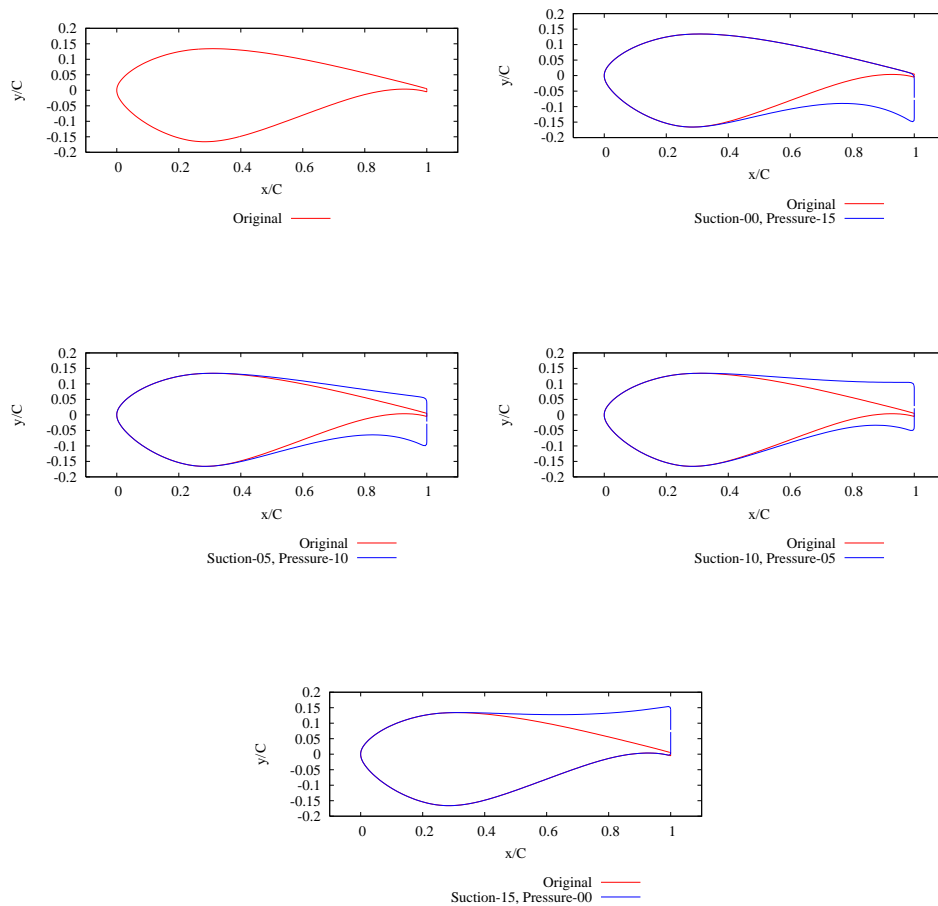 0.2
0.15
0.1
0.05
0
-0.05
-0.1
-0.15
-0.2
y/C
0 0.2 0.4 0.6 0.8 1
x/C
Original
0.2
0.15
0.1
0.05
0
-0.05
-0.1
-0.15
-0.2
y/C
0 0.2 0.4 0.6 0.8 1
x/C
Original
Suction-00, Pressure-15
0.2
0.15
0.1
0.05
0
-0.05
-0.1
-0.15
-0.2
y/C
0 0.2 0.4 0.6 0.8 1
x/C
Original
Suction-05, Pressure-10
0.2
0.15
0.1
0.05
0
-0.05
-0.1
-0.15
-0.2
y/C
0 0.2 0.4 0.6 0.8 1
x/C
Original
Suction-10, Pressure-05
0.2
0.15
0.1
0.05
0
-0.05
-0.1
-0.15
-0.2
y/C
0 0.2 0.4 0.6 0.8 1
x/C
Original
Suction-15, Pressure-00